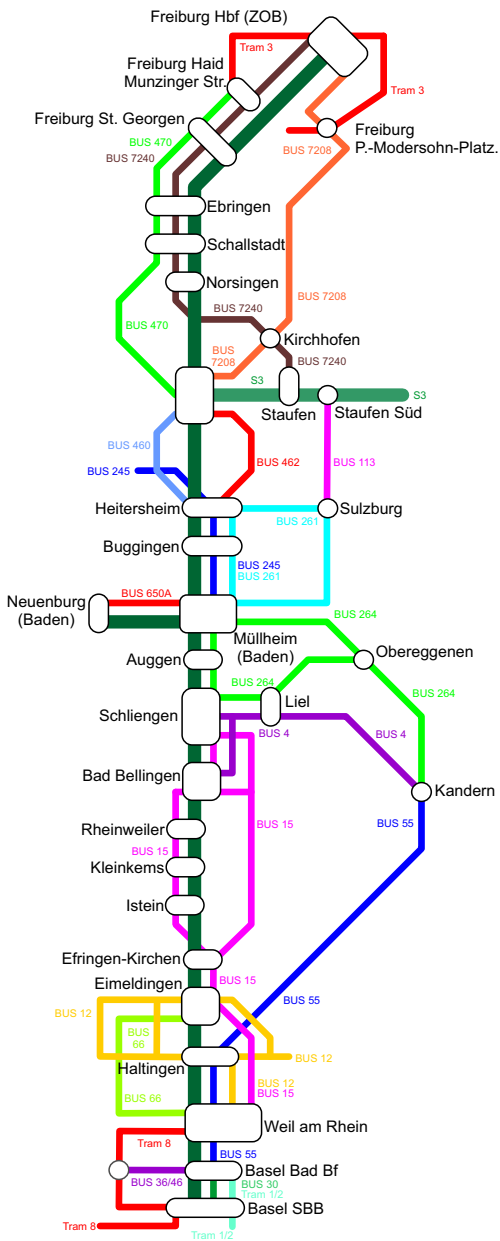 Freiburg Hbf (ZOB)
Tram 3
Freiburg Haid
Munzinger Str.
Tram 3
Freiburg St. Georgen
Freiburg
P.-Modersohn-Platz.
BUS 470
BUS 7240
BUS 7208
Ebringen
Schallstadt
Norsingen
BUS 7240
BUS 7208
BUS 470
Kirchhofen
BUS
7208
BUS 7240
S3
S3
Staufen
Staufen Süd
BUS 460
BUS 462
BUS 113
BUS 245
Heitersheim
BUS 261
Sulzburg
Buggingen
BUS 245
BUS 261
BUS 650A
Neuenburg
(Baden)
Müllheim
(Baden)
BUS 264
Auggen
Obereggenen
BUS 264
BUS 264
Liel
Schliengen
BUS 4
BUS 4
Bad Bellingen
Kandern
Rheinweiler
BUS 15
BUS 55
BUS 15
Kleinkems
Istein
Efringen-Kirchen
BUS 15
Eimeldingen
BUS 55
BUS 12
BUS
66
BUS 12
Haltingen
BUS 12
BUS 15
BUS 66
Weil am Rhein
Tram 8
BUS 55
Basel Bad Bf
BUS 36/46
BUS 30
Tram 1/2
Basel SBB
Tram 8
Tram 1/2